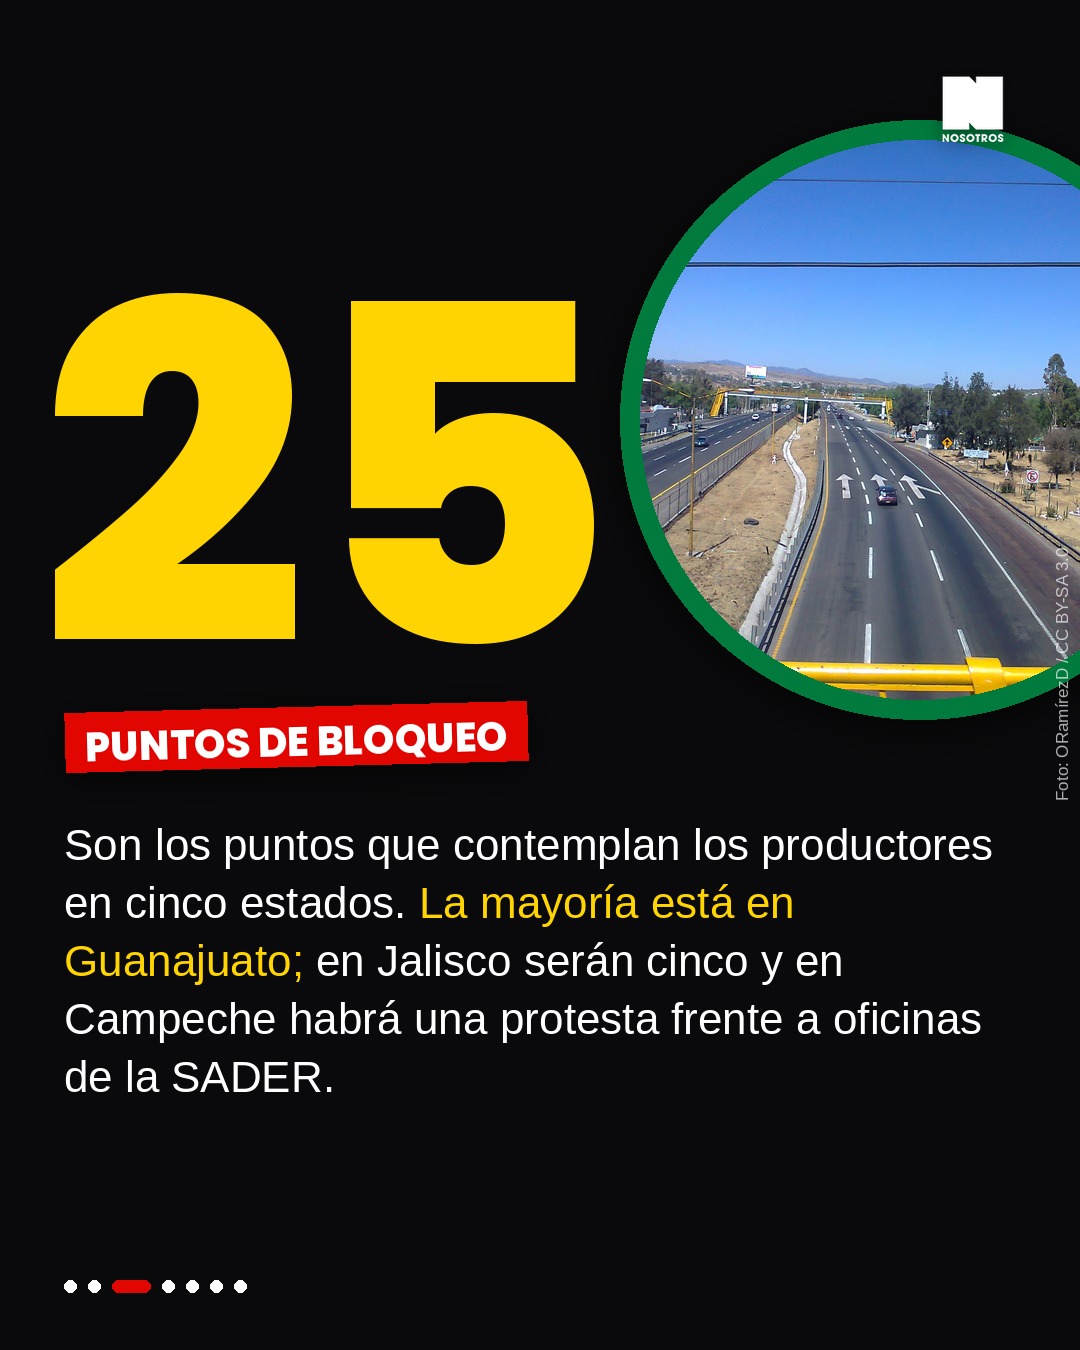 N
NOSOTROS
25
PUNTOS DE BLOQUEO
Son los puntos que contemplan los productores
en cinco estados. La mayoría está en
Guanajuato; en Jalisco serán cinco y en
Campeche habrá una protesta frente a oficinas
de la SADER.
Foto: ORamírezD / CC BY-SA 3.0